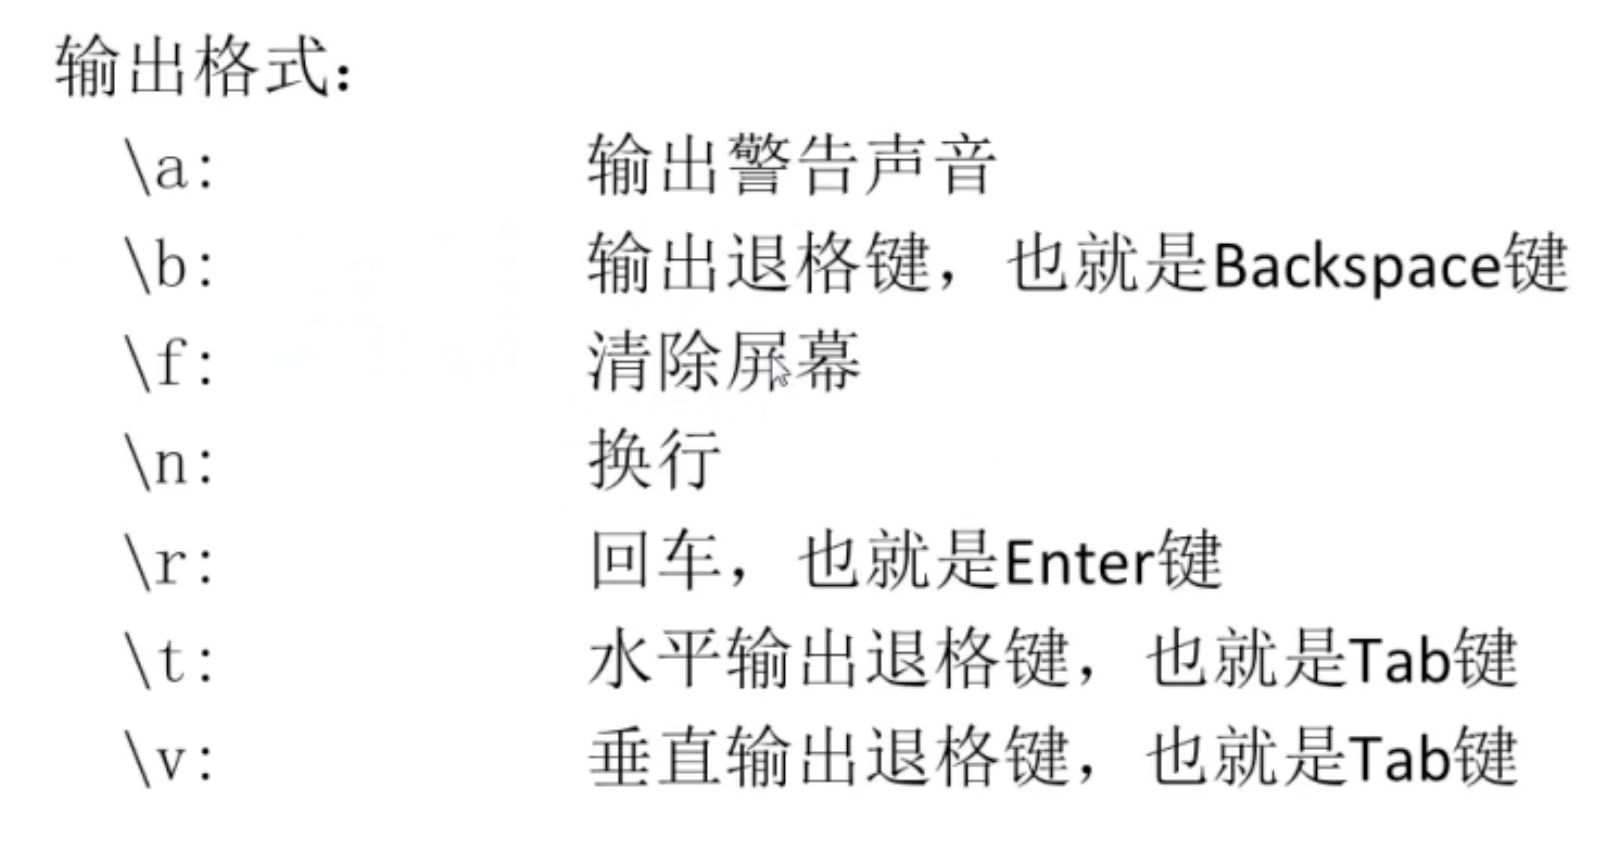 输出格式：
\a: 输出警告声音
\b: 输出退格键，也就是Backspace键
\f: 清除屏幕
\n: 换行
\r: 回车，也就是Enter键
\t: 水平输出退格键，也就是Tab键
\v: 垂直输出退格键，也就是Tab键